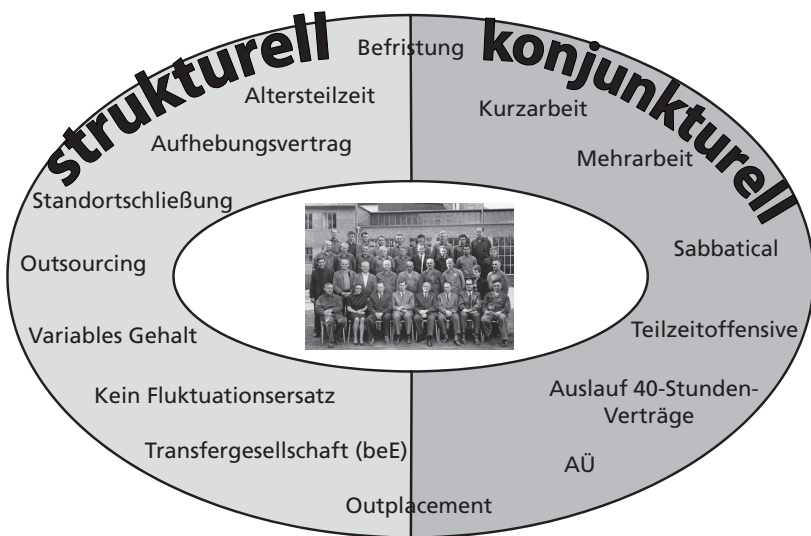 strukturell
konjunkturell
Befristung
Altersteilzeit
Aufhebungsvertrag
Standortschließung
Outsourcing
Variables Gehalt
Kein Fluktuationsersatz
Transfergesellschaft (beE)
Outplacement
Kurzarbeit
Mehrarbeit
Sabbatical
Teilzeitoffensive
Auslauf 40-Stunden-
Verträge
AÜ